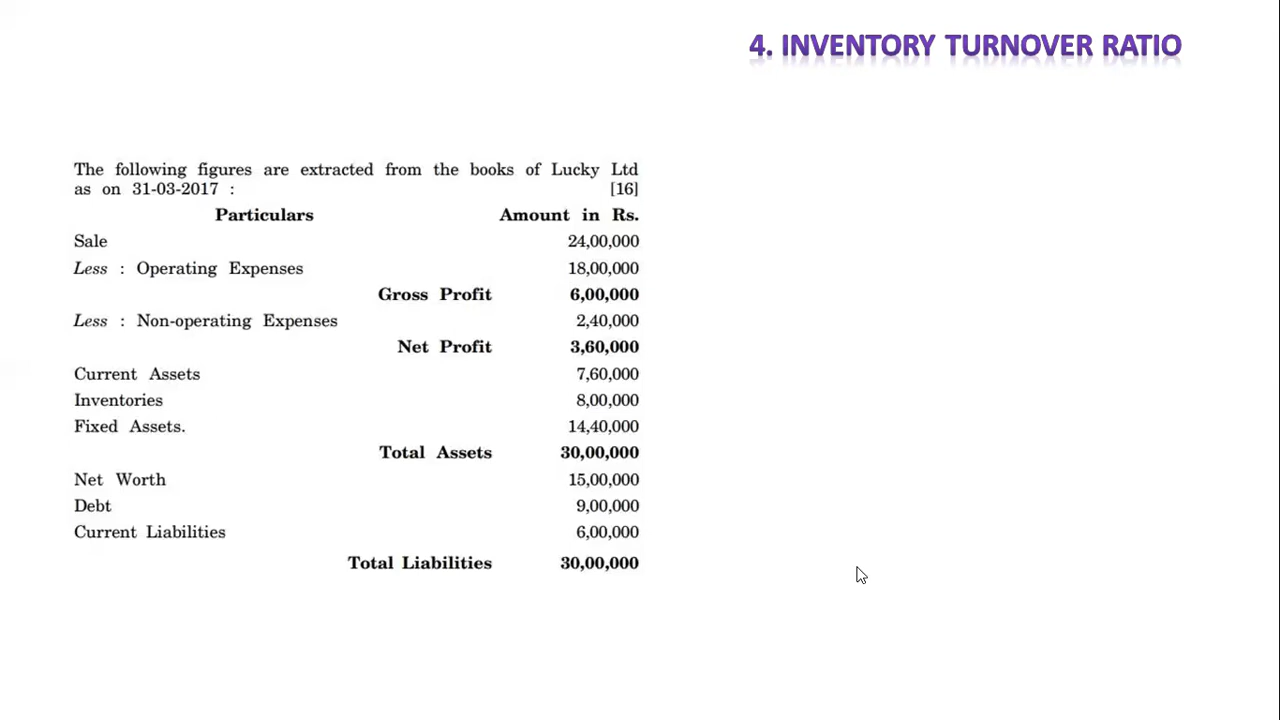 4. INVENTORY TURNOVER RATIO
The following figures are extracted from the books of Lucky Ltd
as on 31-03-2017 : [16]
Particulars Amount in Rs.
Sale 24,00,000
Less : Operating Expenses 18,00,000
Gross Profit 6,00,000
Less : Non-operating Expenses 2,40,000
Net Profit 3,60,000
Current Assets 7,60,000
Inventories 8,00,000
Fixed Assets. 14,40,000
Total Assets 30,00,000
Net Worth 15,00,000
Debt 9,00,000
Current Liabilities 6,00,000
Total Liabilities 30,00,000